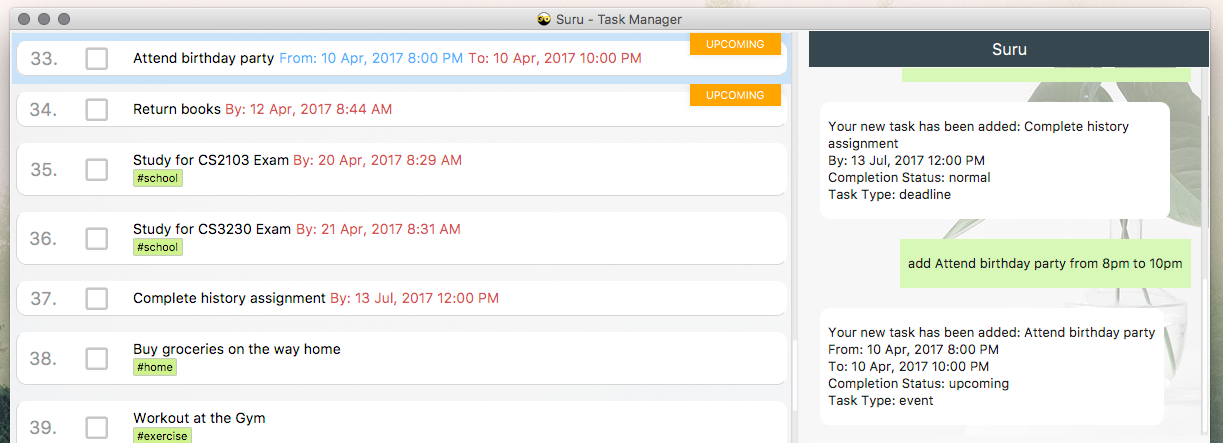 Suru - Task Manager
33. Attend birthday party From: 10 Apr, 2017 8:00 PM To: 10 Apr, 2017 10:00 PM UPCOMING
34. Return books By: 12 Apr, 2017 8:44 AM UPCOMING
35. Study for CS2103 Exam By: 20 Apr, 2017 8:29 AM
#school
36. Study for CS3230 Exam By: 21 Apr, 2017 8:31 AM
#school
37. Complete history assignment By: 13 Jul, 2017 12:00 PM
38. Buy groceries on the way home
#home
39. Workout at the Gym
#exercise
Suru
Your new task has been added: Complete history
assignment
By: 13 Jul, 2017 12:00 PM
Completion Status: normal
Task Type: deadline
add Attend birthday party from 8pm to 10pm
Your new task has been added: Attend birthday party
From: 10 Apr, 2017 8:00 PM
To: 10 Apr, 2017 10:00 PM
Completion Status: upcoming
Task Type: event